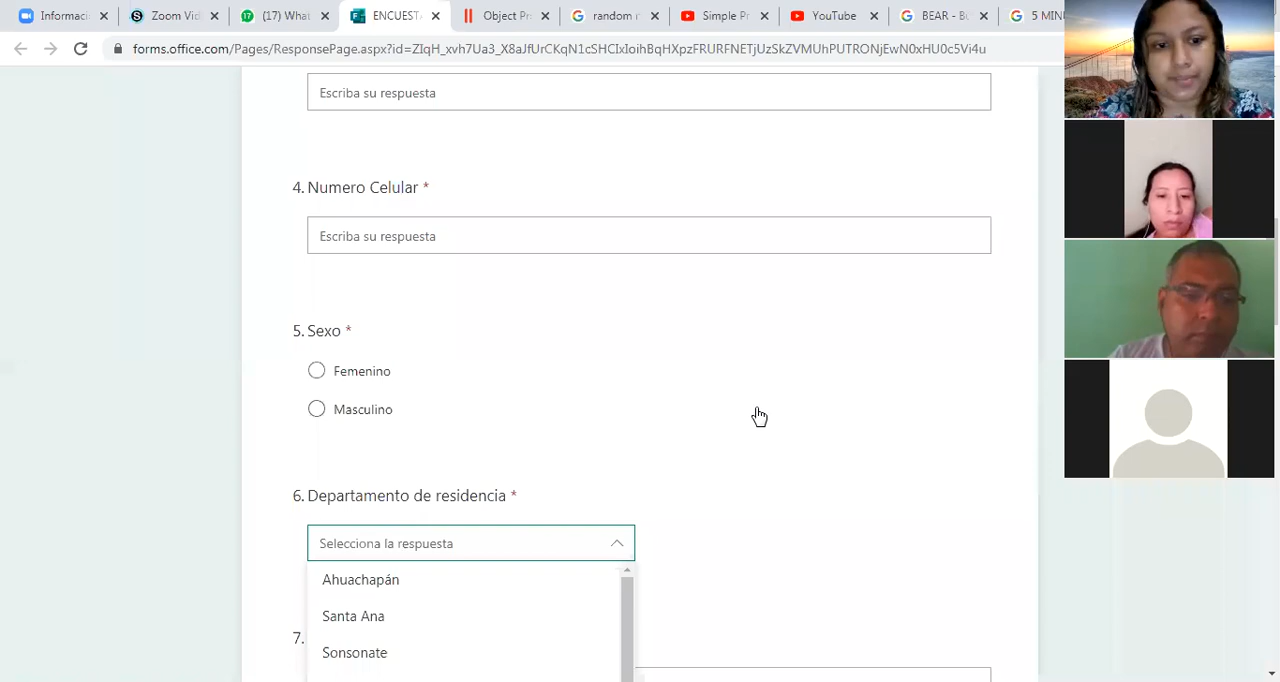 Informaci
Zoom Vid
(17) What
ENCUEST
Object Pr
random n
Simple Pr
YouTube
BEAR - B
5 MIN
forms.office.com/Pages/ResponsePage.aspx?id=ZBpH_xvh7Ua3_X8aJfUrCKqN1cSHCIxIoihBqHXpzFRURFNETjUzSkZVMUhPUTRONjEwN0xHU0c5Vi4u
Escriba su respuesta
4. Numero Celular *
Escriba su respuesta
5. Sexo *
Femenino
Masculino
6. Departamento de residencia *
Selecciona la respuesta
Ahuachapán
Santa Ana
Sonsonate
7.